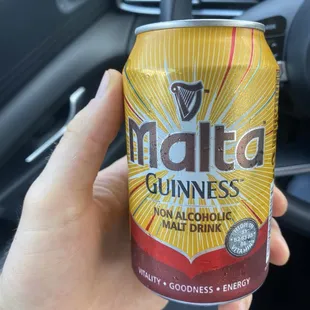 Malta
GUINNESS
NON ALCOHOLIC
MALT DRINK
VITALITY • GOODNESS • ENERGY